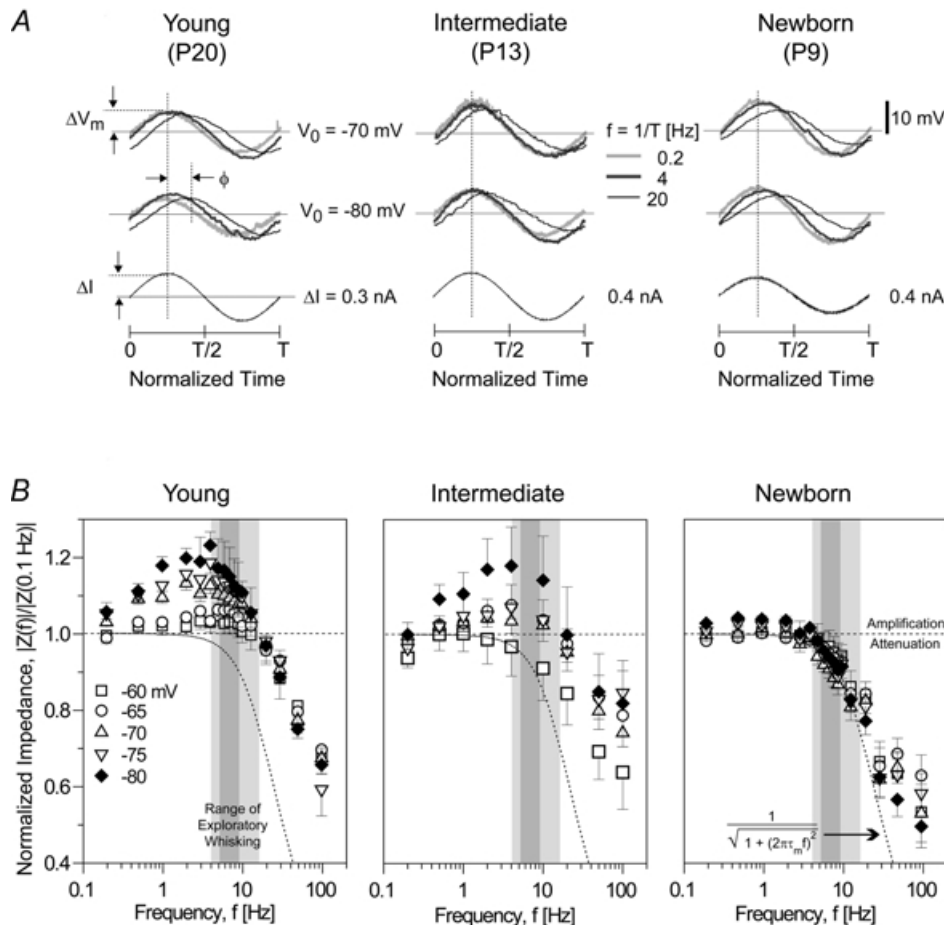 A
Young
(P20)
Intermediate
(P13)
Newborn
(P9)
ΔVm
V0 = -70 mV
f = 1/T [Hz]
0.2
4
20
10 mV
ϕ
V0 = -80 mV
ΔI
ΔI = 0.3 nA
0.4 nA
0.4 nA
0 T/2 T
Normalized Time
0 T/2 T
Normalized Time
0 T/2 T
Normalized Time
B
Young
Intermediate
Newborn
Normalized Impedance, |Z(f)|/|Z(0.1 Hz)|
1.2
1.0
0.8
0.6
0.4
-60 mV
-65
-70
-75
-80
Range of
Exploratory
Whisking
Amplification
Attenuation
1
√ 1 + (2πτmf)2
0.1 1 10 100
Frequency, f [Hz]
0.1 1 10 100
Frequency, f [Hz]
0.1 1 10 100
Frequency, f [Hz]